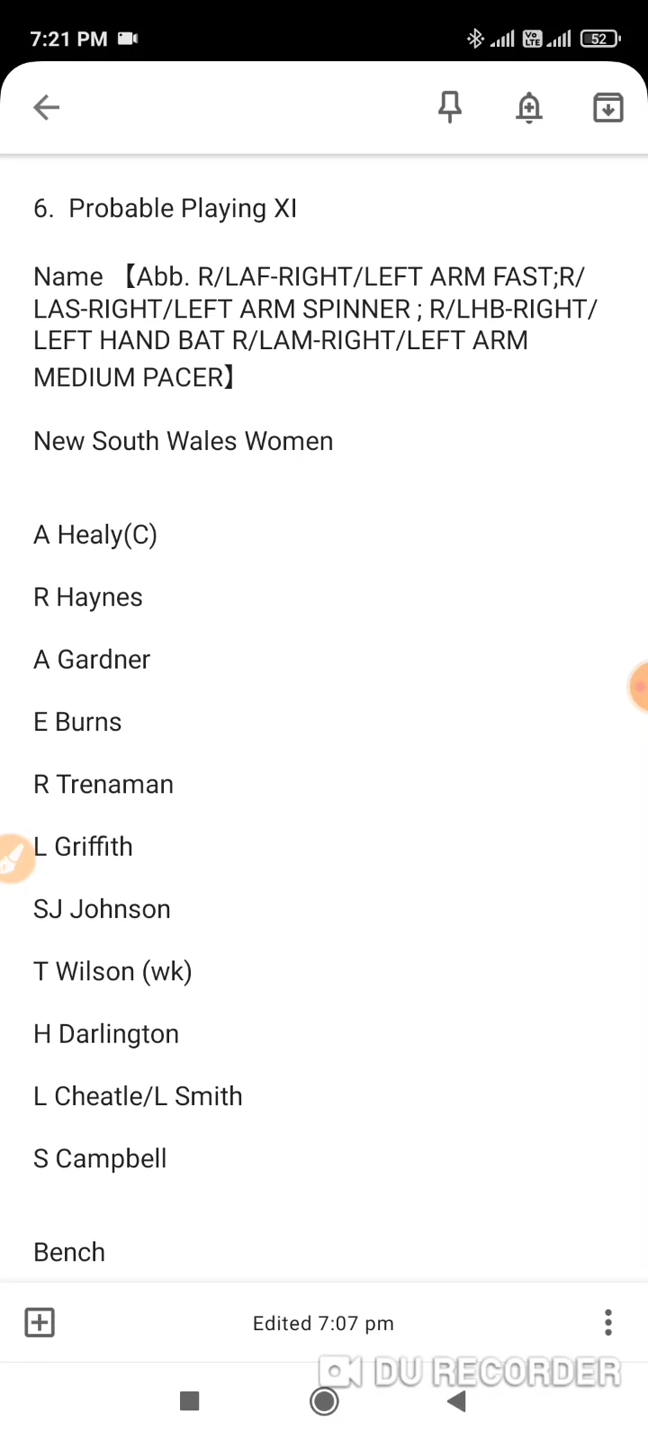 7:21 PM
Vo LTE
52
6. Probable Playing XI
Name 【Abb. R/LAF-RIGHT/LEFT ARM FAST;R/
LAS-RIGHT/LEFT ARM SPINNER ; R/LHB-RIGHT/
LEFT HAND BAT R/LAM-RIGHT/LEFT ARM
MEDIUM PACER】
New South Wales Women
A Healy(C)
R Haynes
A Gardner
E Burns
R Trenaman
L Griffith
SJ Johnson
T Wilson (wk)
H Darlington
L Cheatle/L Smith
S Campbell
Bench
Edited 7:07 pm
DU RECORDER